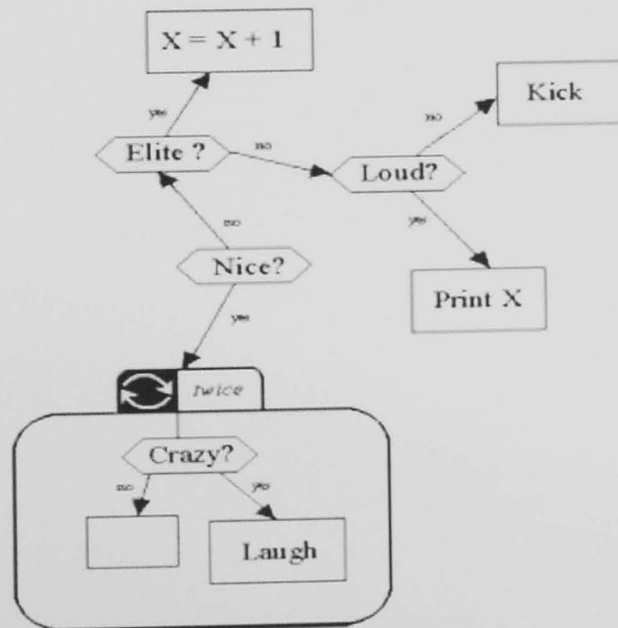 X = X + 1
Kick
yes
no
Elite ?
no
Loud?
yes
no
Nice?
Print X
yes
twice
Crazy?
no
yes
Laugh